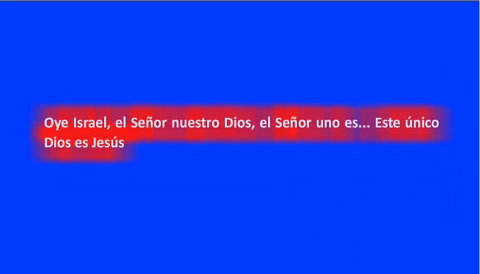 Oye Israel, el Señor nuestro Dios, el Señor uno es... Este único
Dios es Jesús